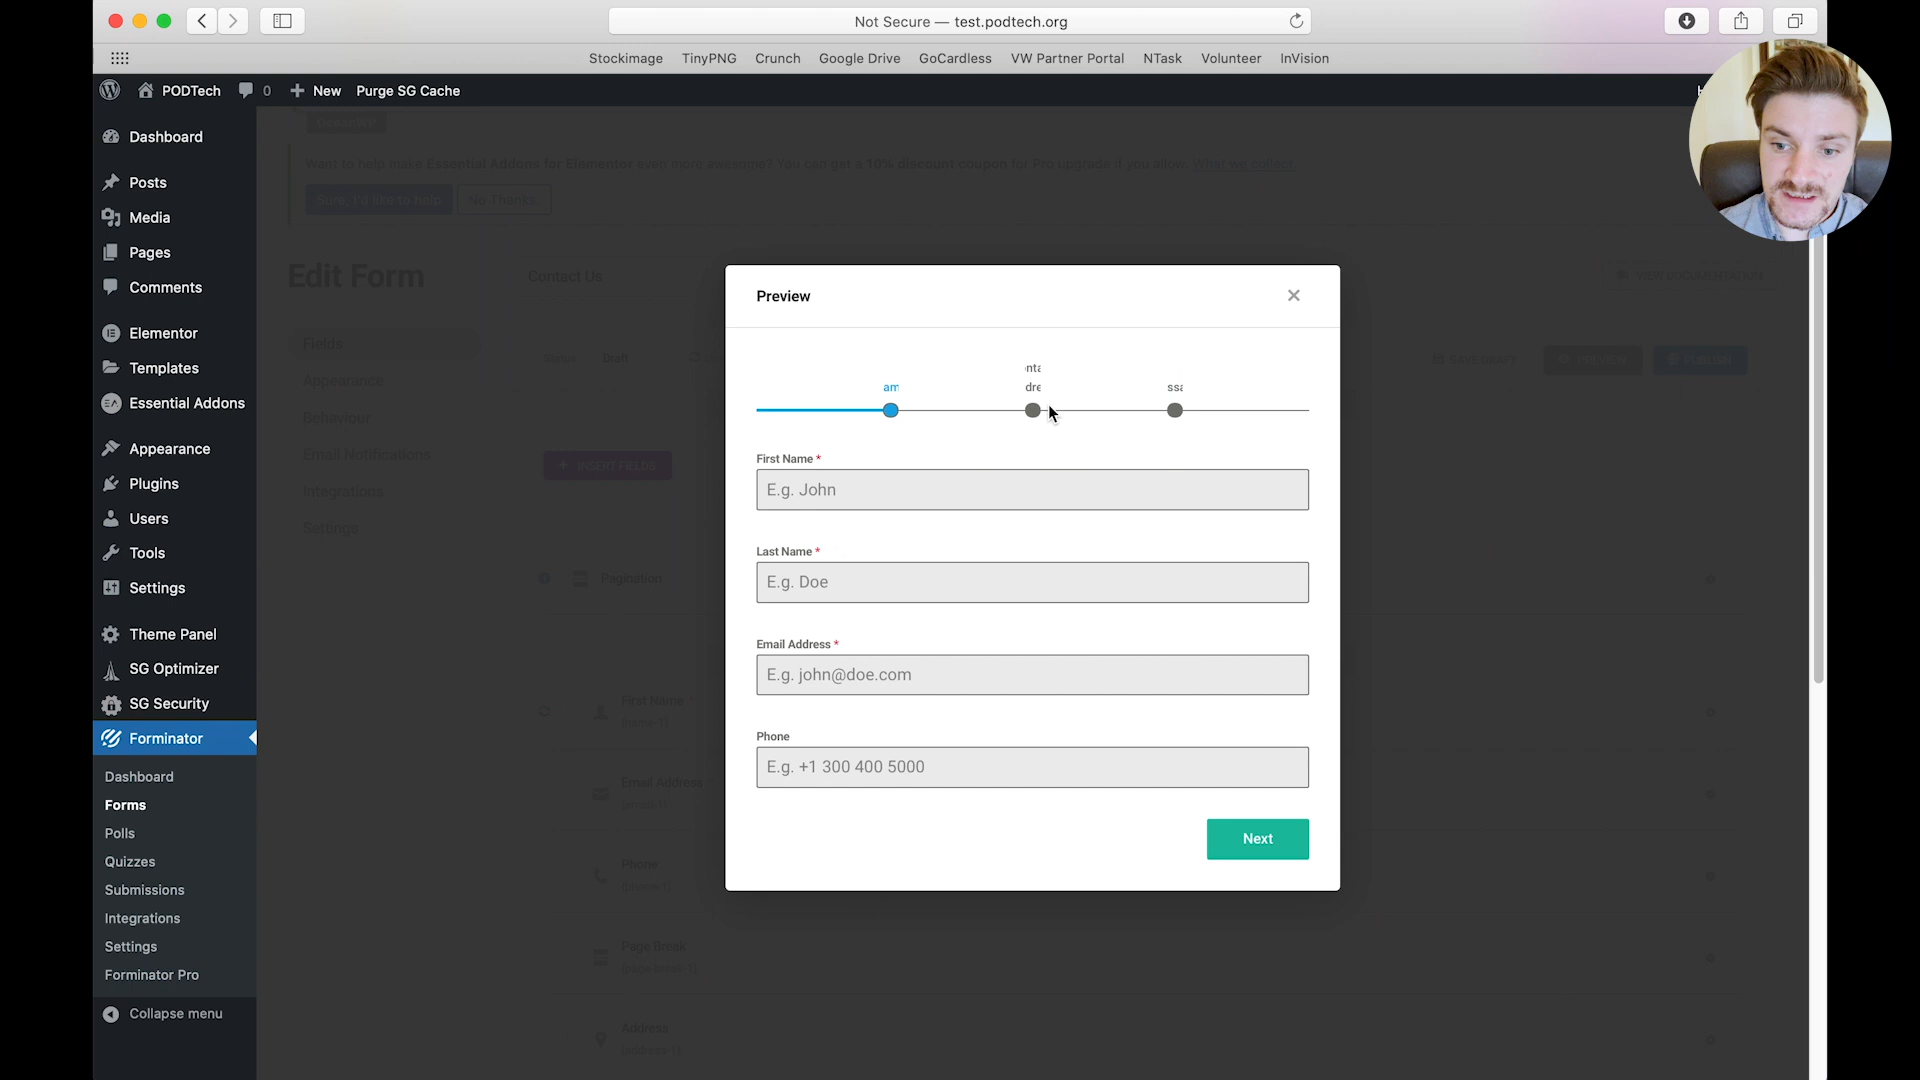 Not Secure — test.podtech.org
Stockimage TinyPNG Crunch Google Drive GoCardless VW Partner Portal NTask Volunteer InVision
PODTech 0 New Purge SG Cache H
Dashboard
Posts
Media
Pages
Comments
Elementor
Templates
Essential Addons
Appearance
Plugins
Users
Tools
Settings
Theme Panel
SG Optimizer
SG Security
Forminator
Dashboard
Forms
Polls
Quizzes
Submissions
Integrations
Settings
Forminator Pro
Collapse menu
Want to help make Essential Addons for Elementor even more awesome? You can get a 10% discount coupon for Pro upgrade if you allow. What we collect.
Sure, I'd like to help No Thanks
Edit Form Contact Us VIEW DOCUMENTATION
Fields
Appearance
Behaviour
Email Notifications
Integrations
Settings
Status Draft SAVE DRAFT PREVIEW PUBLISH
INSERT FIELDS
Pagination
First Name
(name-1)
Email Address
(email-1)
Phone
(phone-1)
Page Break
(page-break-1)
Address
(address-1)
Preview
am
onta
dre
ssa
First Name *
E.g. John
Last Name *
E.g. Doe
Email Address *
E.g. john@doe.com
Phone
E.g. +1 300 400 5000
Next